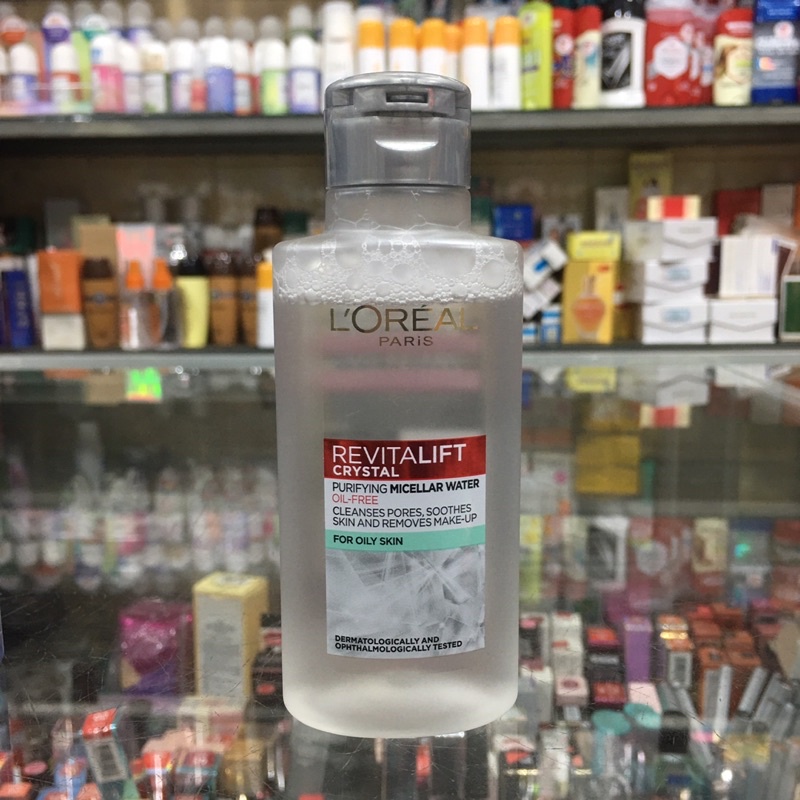 L'ORÉAL
PARIS
REVITALIFT
CRYSTAL
PURIFYING MICELLAR WATER
OIL-FREE
CLEANSES PORES, SOOTHES
SKIN AND REMOVES MAKE-UP
FOR OILY SKIN
DERMATOLOGICALLY AND
OPHTHALMOLOGICALLY TESTED